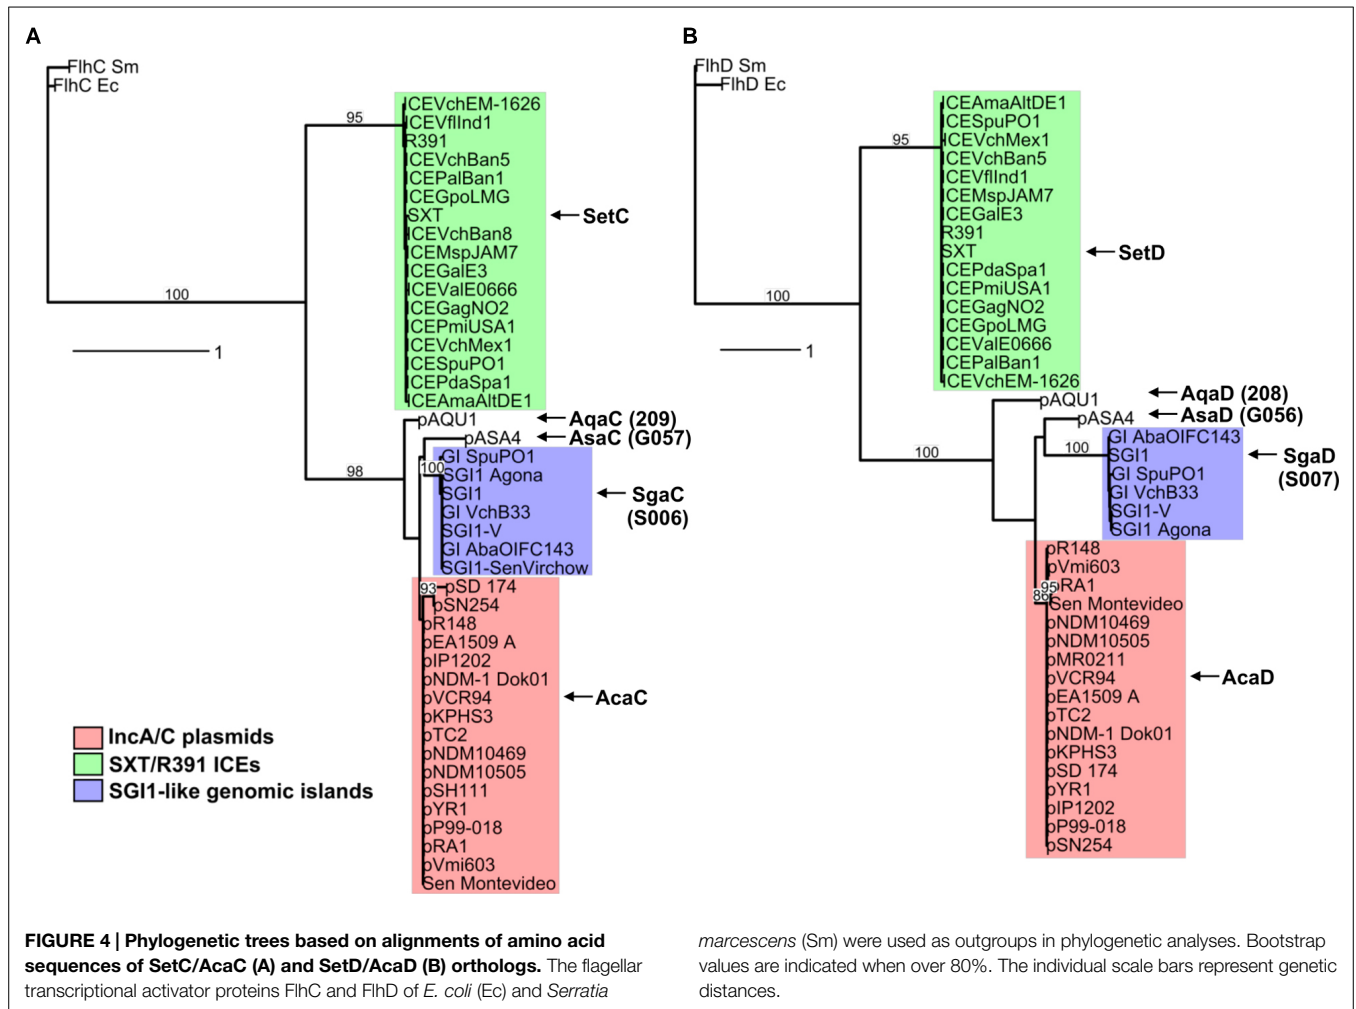 A
FlhC Sm
FlhC Ec
95
ICEVchEM-1626
ICEVflInd1
R391
ICEVchBan5
ICEPalBan1
ICEGpoLMG
SXT
ICEVchBan8
ICEMspJAM7
ICEGalE3
ICEValE0666
ICEGagNO2
ICEPmiUSA1
ICEVchMex1
ICESpuPO1
ICEPdaSpa1
ICEAmaAltDE1
SetC
100
1
98
pAQU1
AqaC (209)
pASA4
AsaC (G057)
100
GI SpuPO1
SGI1 Agona
SGI1
GI VchB33
SGI1-V
GI AbaOIFC143
SGI1-SenVirchow
SgaC
(S006)
93
pSD 174
pSN254
pR148
pEA1509 A
pIP1202
pNDM-1 Dok01
pVCR94
pKPHS3
pTC2
pNDM10469
pNDM10505
pSH111
pYR1
pP99-018
pRA1
pVmi603
Sen Montevideo
AcaC
IncA/C plasmids
SXT/R391 ICEs
SGI1-like genomic islands
B
FlhD Sm
FlhD Ec
95
ICEAmaAltDE1
ICESpuPO1
ICEVchMex1
ICEVchBan5
ICEVflInd1
ICEMspJAM7
ICEGalE3
R391
SXT
ICEPdaSpa1
ICEPmiUSA1
ICEGagNO2
ICEGpoLMG
ICEValE0666
ICEPalBan1
ICEVchEM-1626
SetD
100
1
pAQU1
AqaD (208)
pASA4
AsaD (G056)
100
100
GI AbaOIFC143
SGI1
GI SpuPO1
GI VchB33
SGI1-V
SGI1 Agona
SgaD
(S007)
95
86
pR148
pVmi603
pRA1
Sen Montevideo
pNDM10469
pNDM10505
pMR0211
pVCR94
pEA1509 A
pTC2
pNDM-1 Dok01
pKPHS3
pSD 174
pYR1
pIP1202
pP99-018
pSN254
AcaD
FIGURE 4 | Phylogenetic trees based on alignments of amino acid
sequences of SetC/AcaC (A) and SetD/AcaD (B) orthologs. The flagellar
transcriptional activator proteins FlhC and FlhD of E. coli (Ec) and Serratia
marcescens (Sm) were used as outgroups in phylogenetic analyses. Bootstrap
values are indicated when over 80%. The individual scale bars represent genetic
distances.